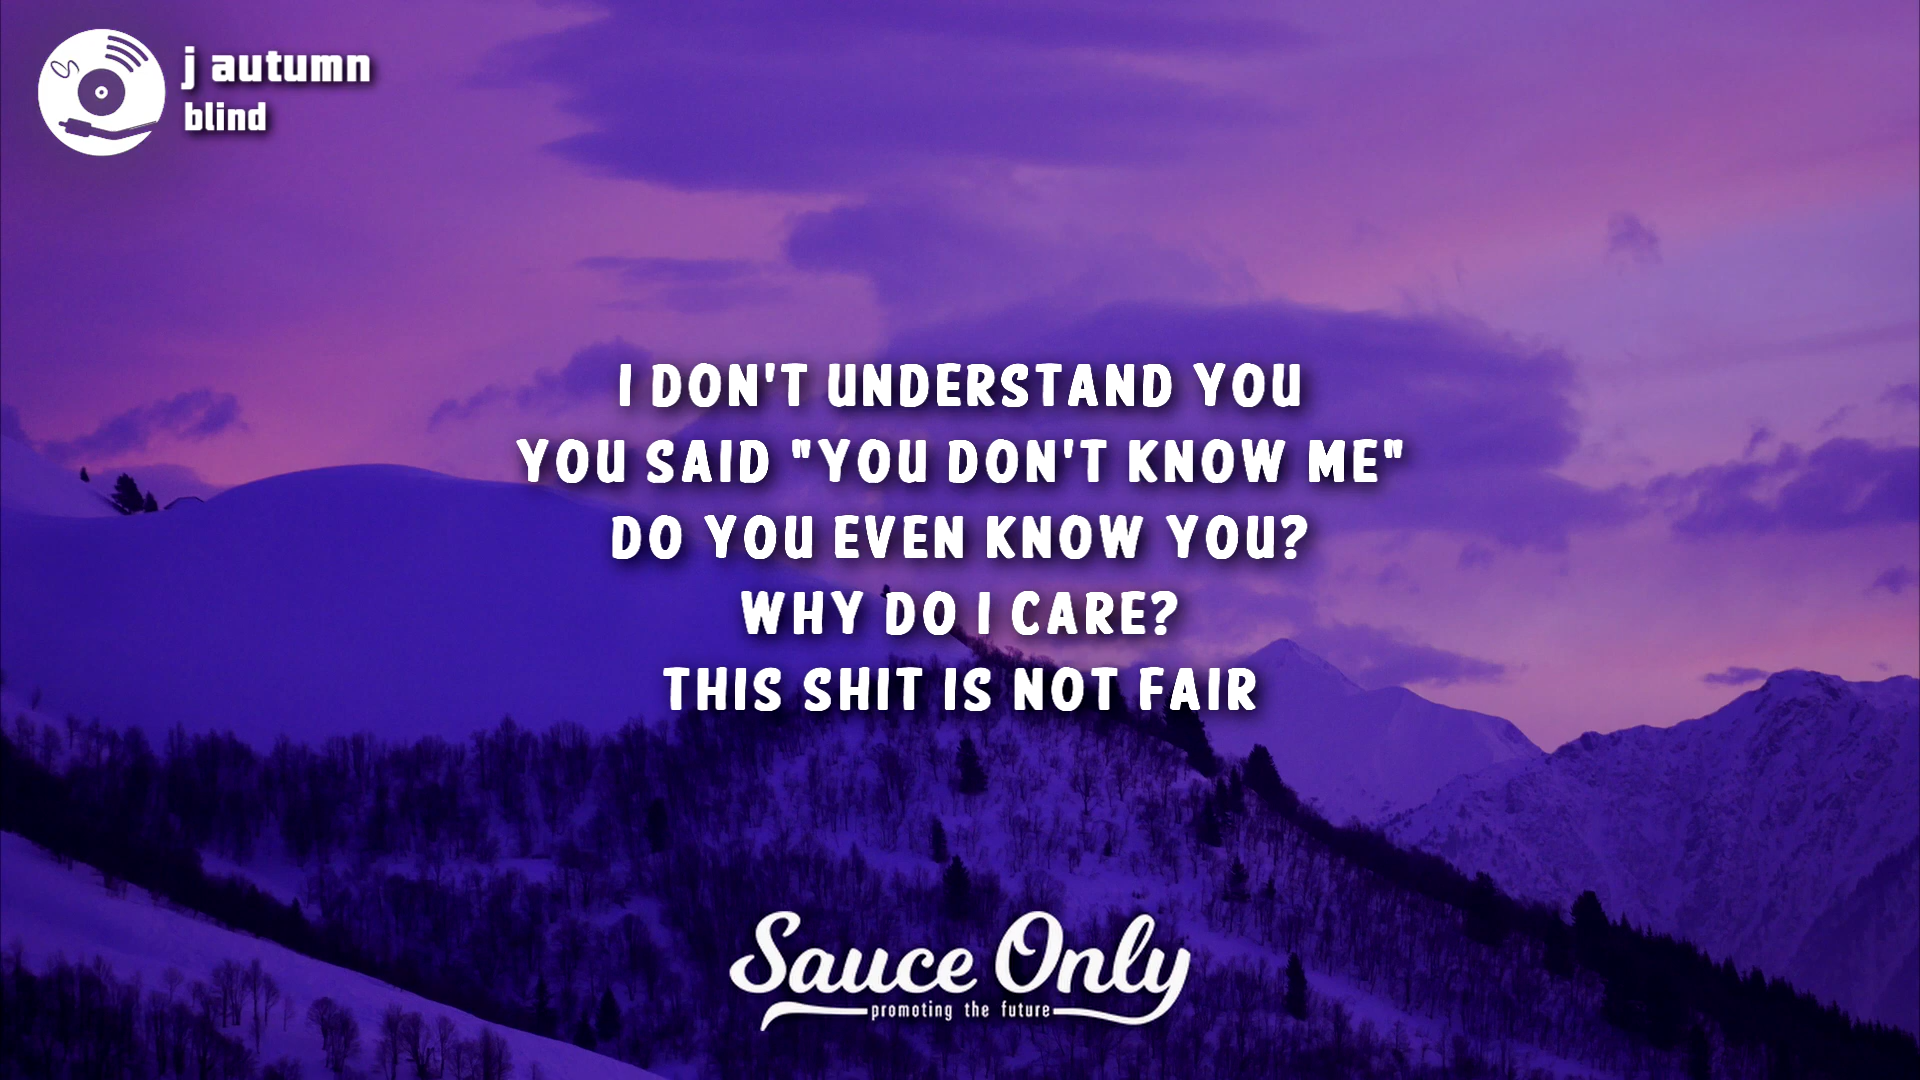 j autumn
blind
I DON'T UNDERSTAND YOU
YOU SAID "YOU DON'T KNOW ME"
DO YOU EVEN KNOW YOU?
WHY DO I CARE?
THIS SHIT IS NOT FAIR
Sauce Only
promoting the future